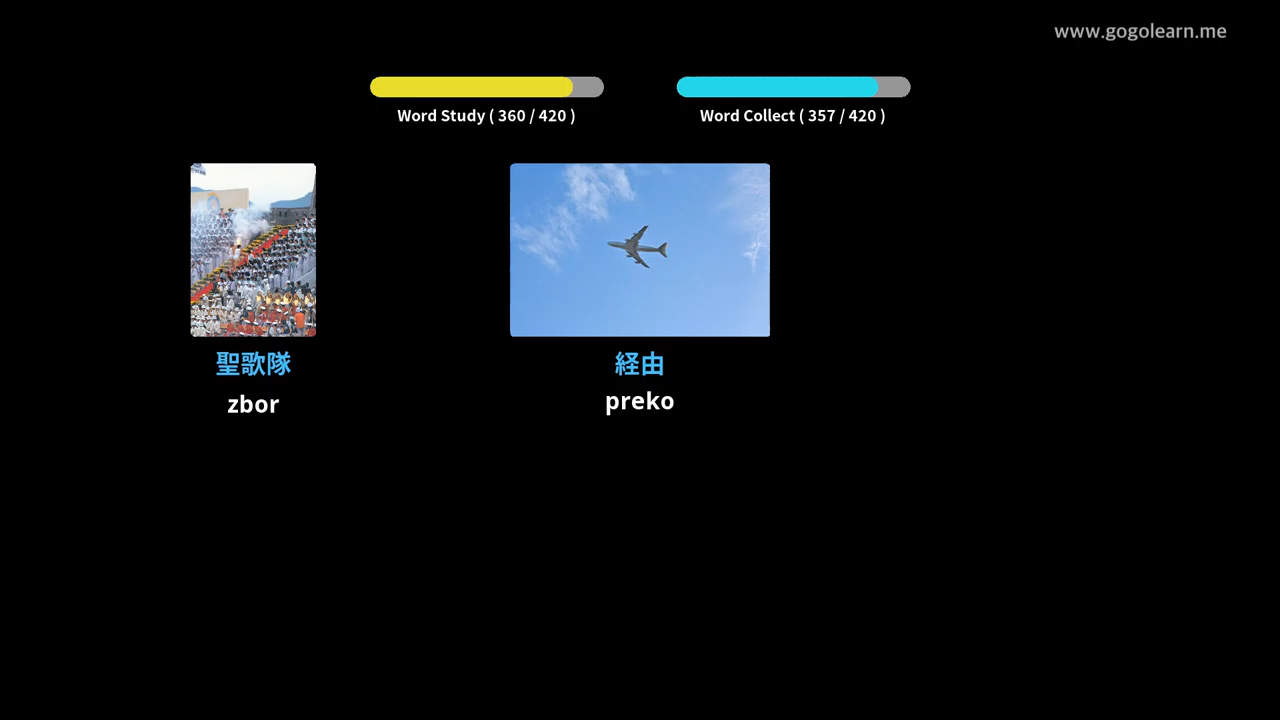 www.gogolearn.me
Word Study ( 360 / 420 )
Word Collect ( 357 / 420 )
聖歌隊
zbor
経由
preko